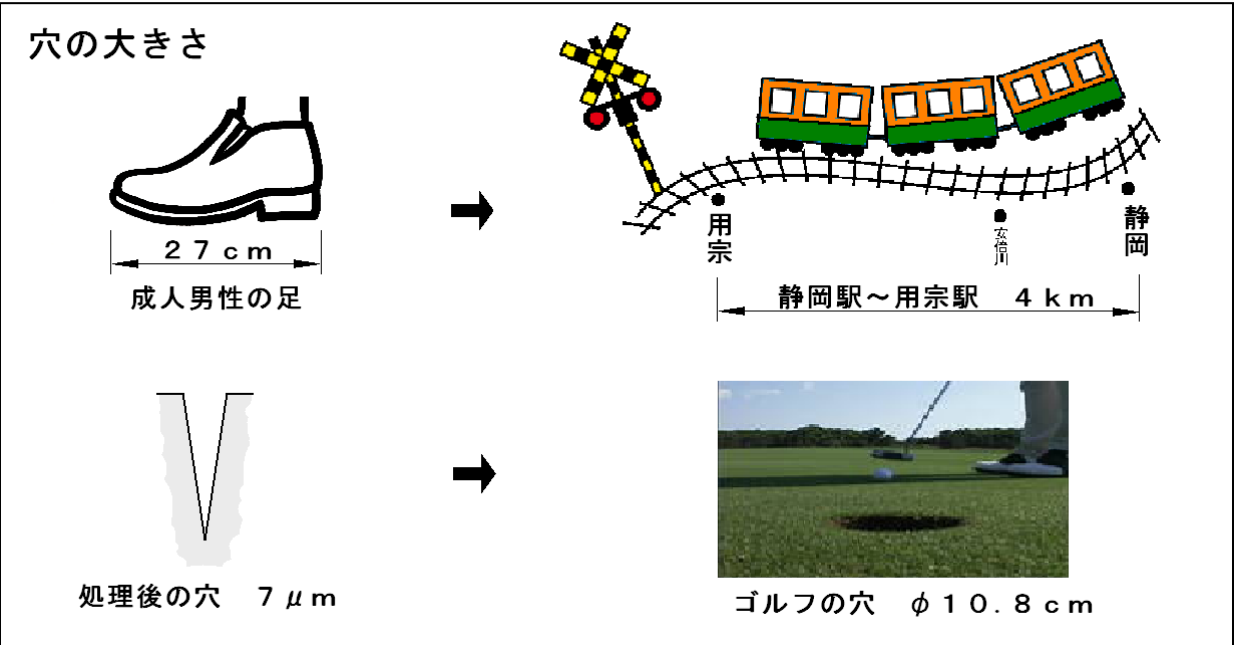 穴の大きさ
27cm
成人男性の足
用宗
安倍川
静岡
静岡駅~用宗駅 4km
処理後の穴 7μm
ゴルフの穴 φ10.8cm